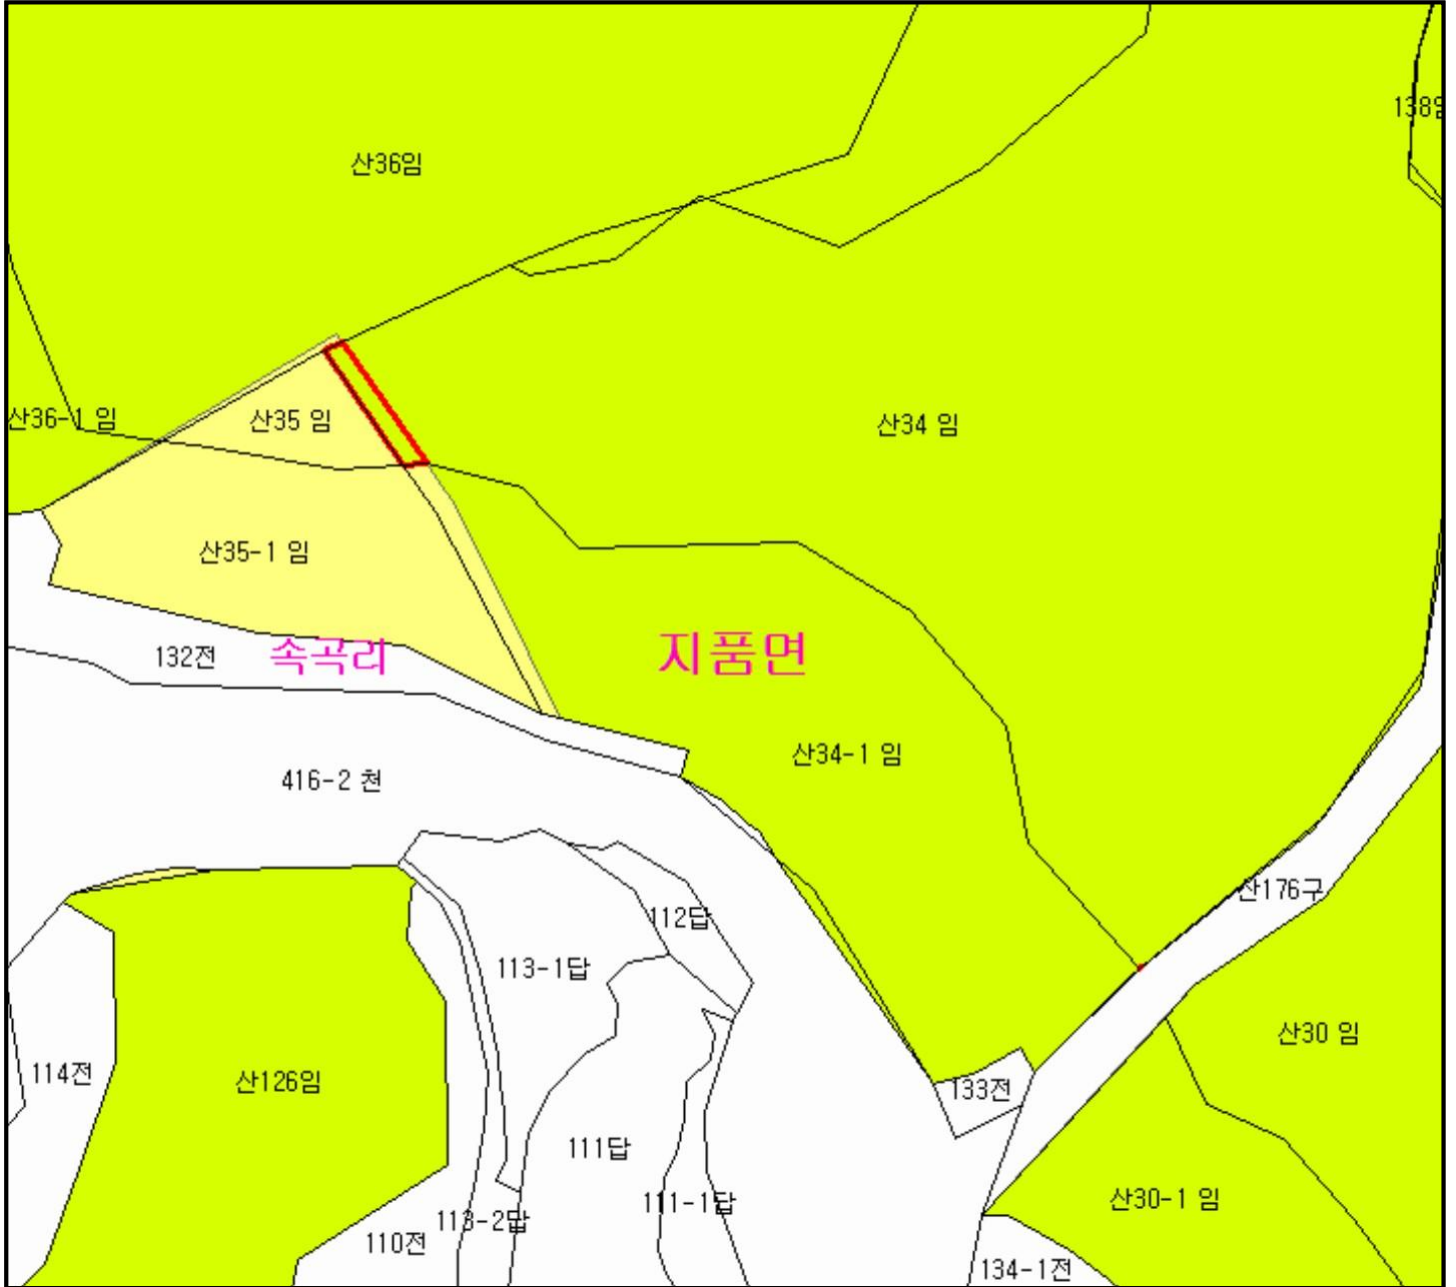 138임
산36임
산36-1 임
산35 임
산34 임
산35-1 임
132전
속곡리
지품면
산34-1 임
416-2 천
산176구
112답
113-1답
산30 임
114전
산126임
133전
111답
산30-1 임
111-1답
113-2답
110전
134-1전